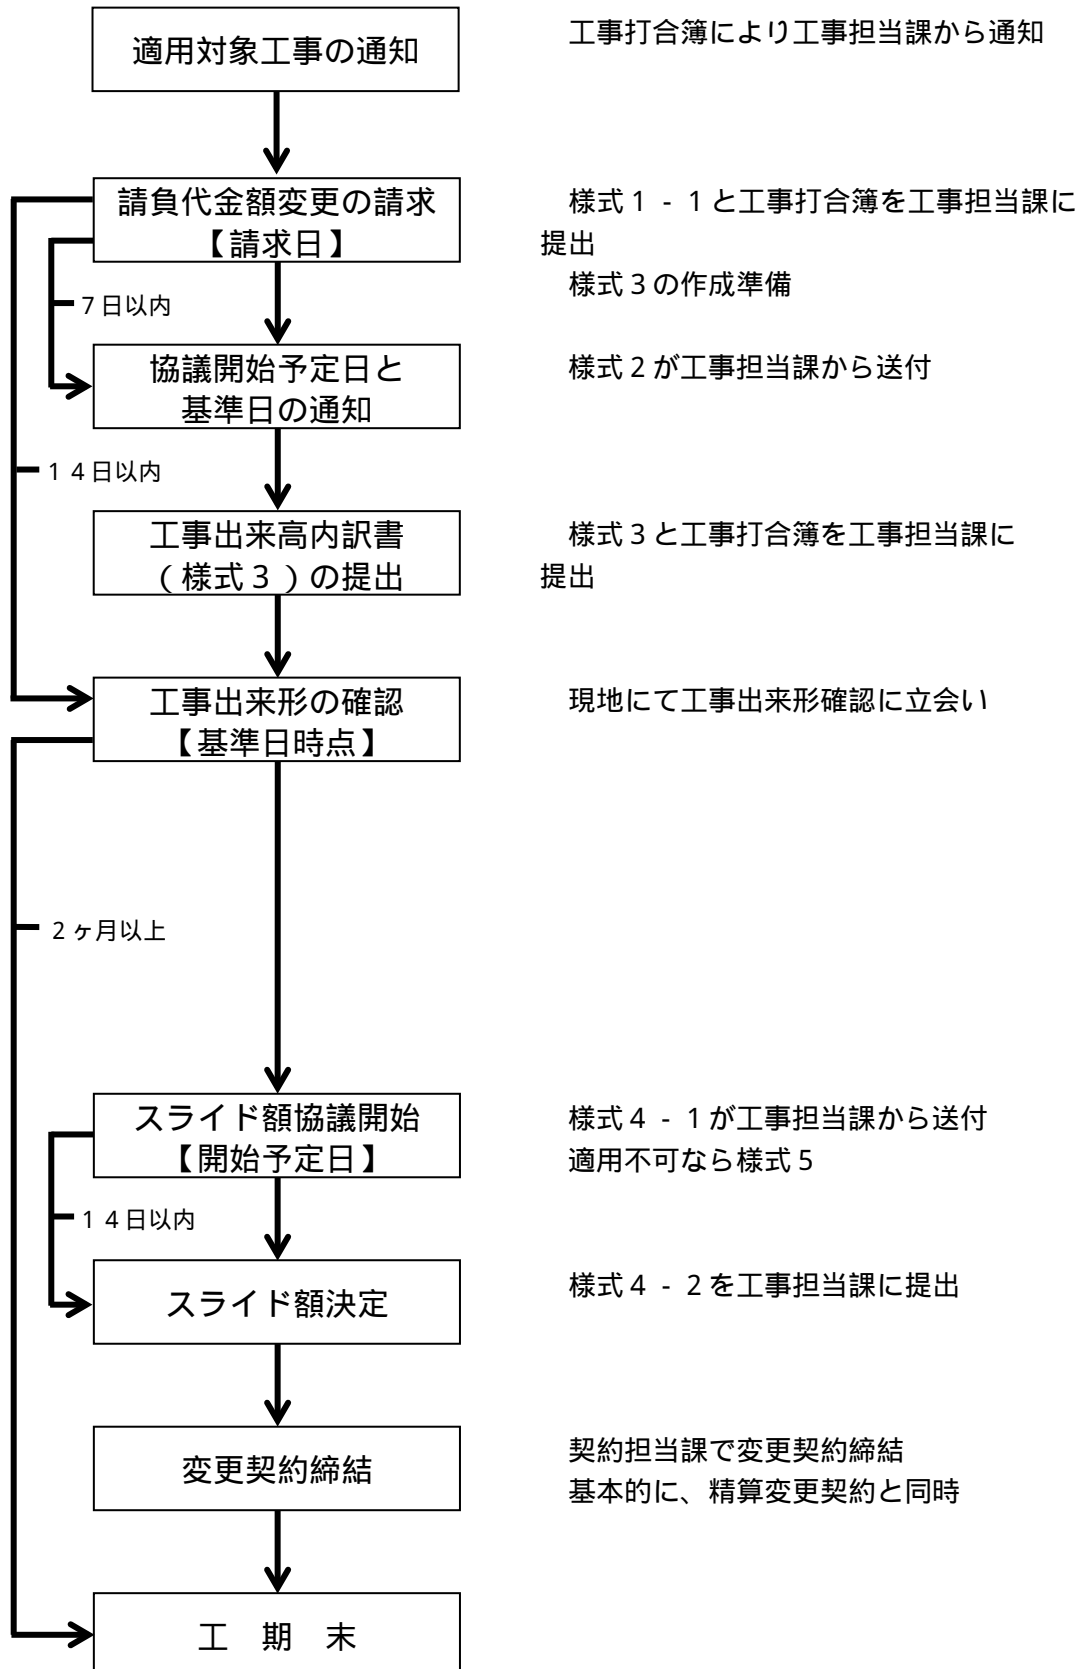 適用対象工事の通知
工事打合簿により工事担当課から通知
請負代金額変更の請求
【請求日】
様式1-1と工事打合簿を工事担当課に
提出
様式3の作成準備
7日以内
協議開始予定日と
基準日の通知
様式2が工事担当課から送付
14日以内
工事出来高内訳書
(様式3)の提出
様式3と工事打合簿を工事担当課に
提出
工事出来形の確認
【基準日時点】
現地にて工事出来形確認に立会い
2ヶ月以上
スライド額協議開始
【開始予定日】
様式4-1が工事担当課から送付
適用不可なら様式5
14日以内
スライド額決定
様式4-2を工事担当課に提出
変更契約締結
契約担当課で変更契約締結
基本的に、精算変更契約と同時
工 期 末